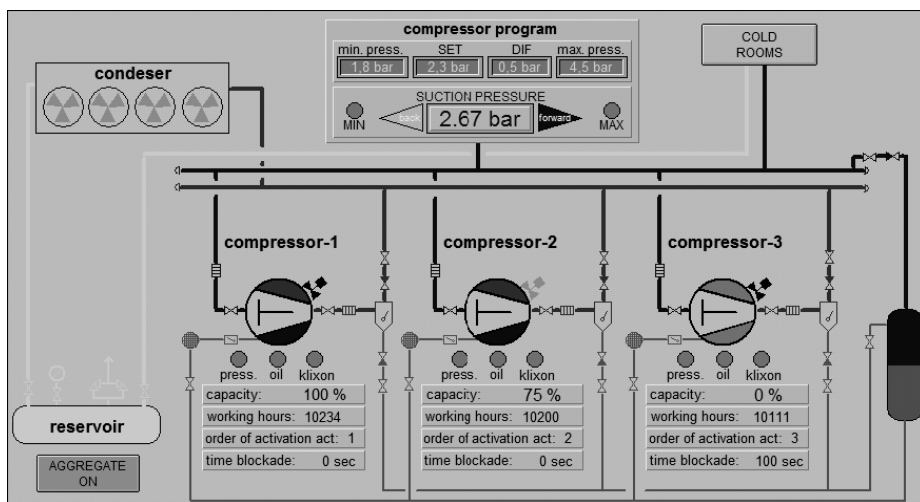 compressor program
min. press. SET DIF max. press.
1,8 bar 2,3 bar 0,5 bar 4,5 bar
SUCTION PRESSURE
MIN back 2.67 bar forward MAX
COLD
ROOMS
condeser
compressor-1
press. oil klixon
capacity: 100 %
working hours: 10234
order of activation act: 1
time blockade: 0 sec
compressor-2
press. oil klixon
capacity: 75 %
working hours: 10200
order of activation act: 2
time blockade: 0 sec
compressor-3
press. oil klixon
capacity: 0 %
working hours: 10111
order of activation act: 3
time blockade: 100 sec
reservoir
AGGREGATE
ON